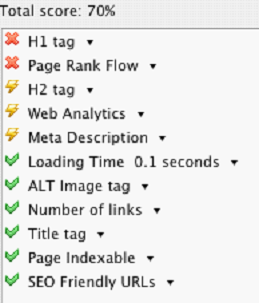 Total score: 70%
H1 tag
Page Rank Flow
H2 tag
Web Analytics
Meta Description
Loading Time 0.1 seconds
ALT Image tag
Number of links
Title tag
Page Indexable
SEO Friendly URLs